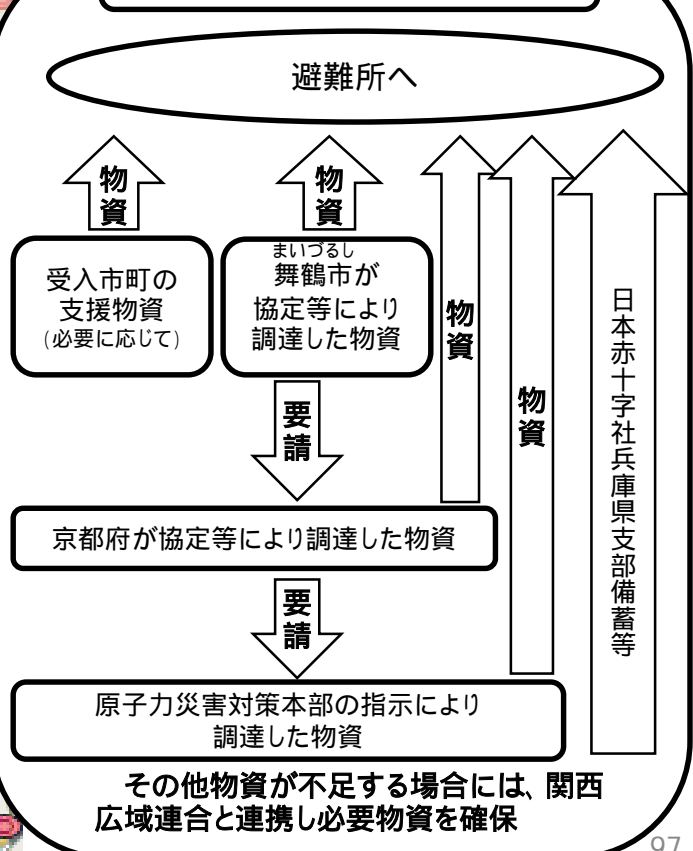 避難所へ
物
資
物
資
受入市町の
支援物資
(必要に応じて)
まいづるし
舞鶴市が
協定等により
調達した物資
物
資
物
資
日本赤十字社兵庫県支部備蓄等
要
請
京都府が協定等により調達した物資
要
請
原子力災害対策本部の指示により
調達した物資
その他物資が不足する場合には、関西
広域連合と連携し必要物資を確保
97